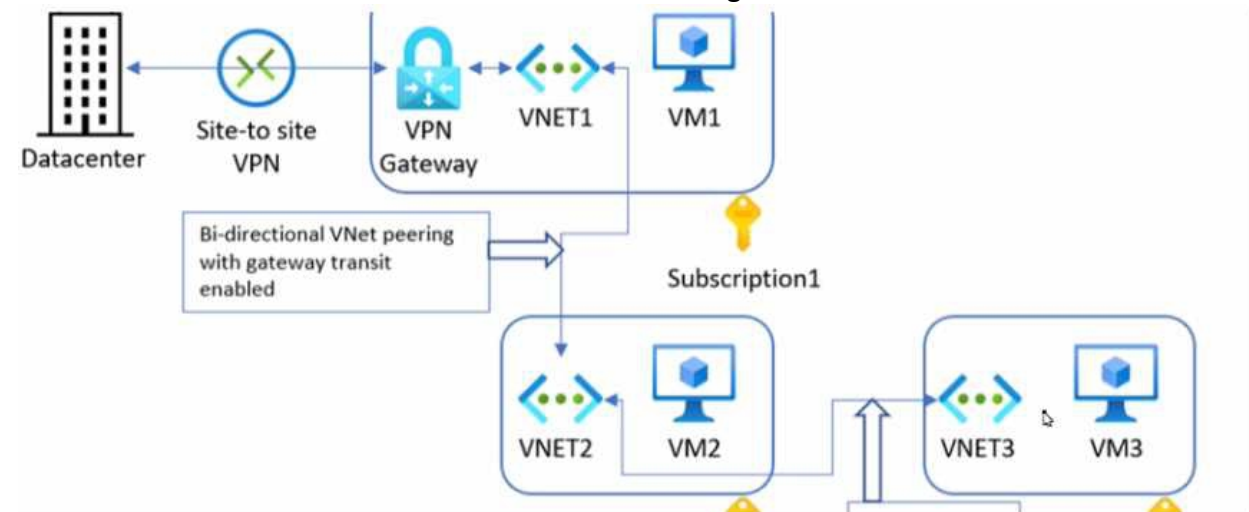 Datacenter
Site-to site
VPN
VPN
Gateway
VNET1
VM1
Bi-directional VNet peering
with gateway transit
enabled
Subscription1
VNET2
VM2
VNET3
VM3